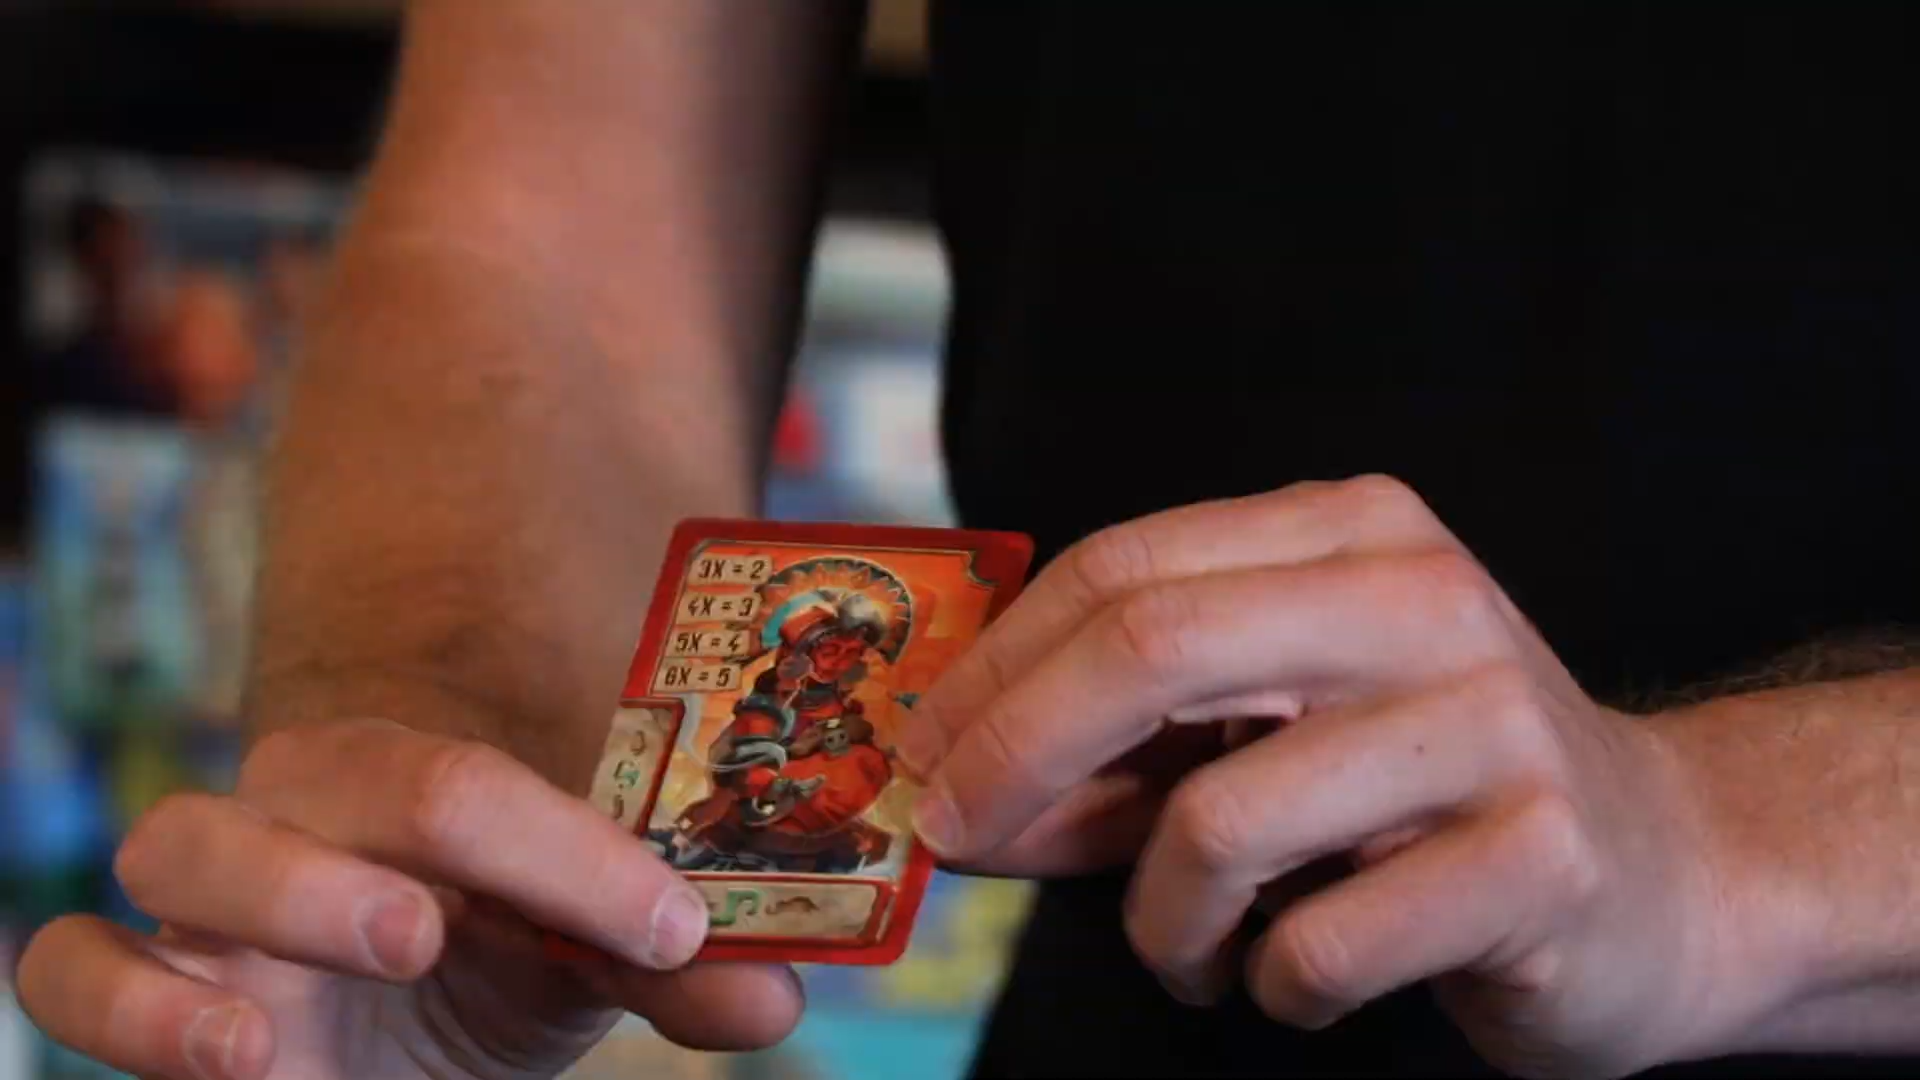 3X = 2
4X = 3
5X = 4
6X = 5